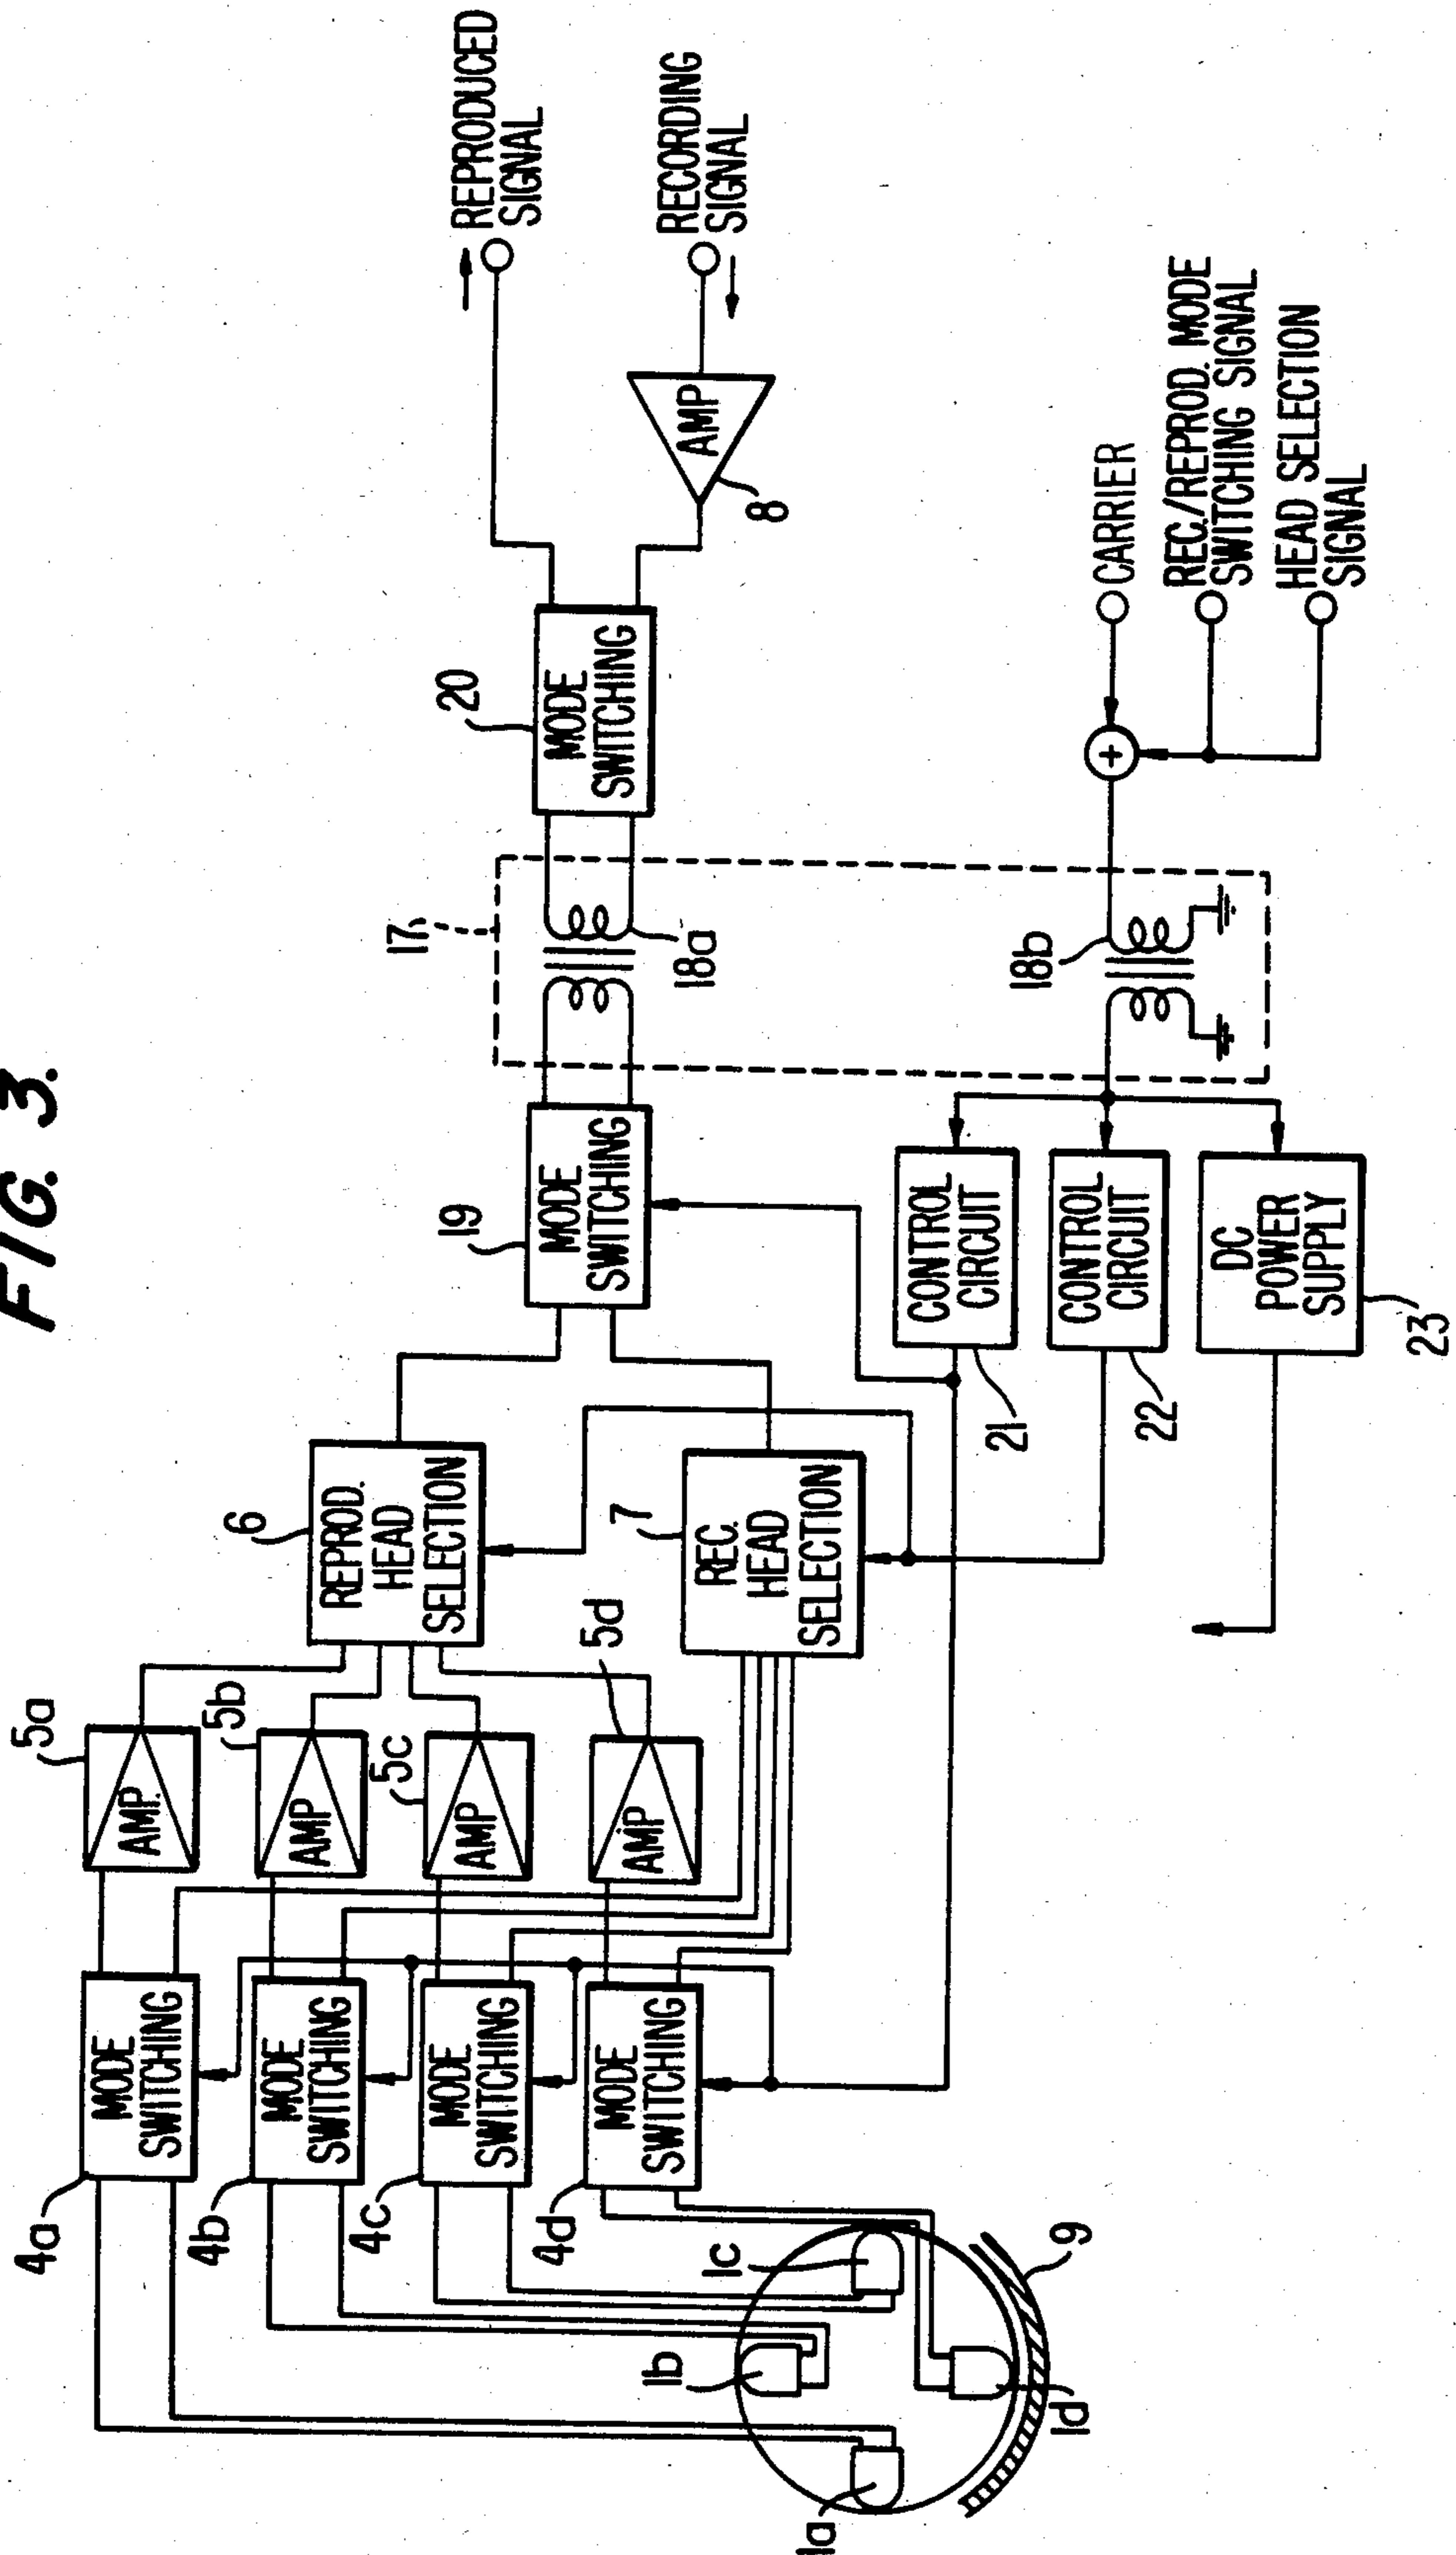 FIG. 3.
4a
MODE
SWITCHING
5a
AMP.
4b
MODE
SWITCHING
5b
AMP
4c
MODE
SWITCHING
5c
AMP
4d
MODE
SWITCHING
5d
AMP
1a
1b
1c
1d
9
6
REPROD.
HEAD
SELECTION
7
REC.
HEAD
SELECTION
19
MODE
SWITCHING
17
18a
18b
20
MODE
SWITCHING
REPRODUCED
SIGNAL
RECORDING
SIGNAL
AMP
8
CONTROL
CIRCUIT
21
CONTROL
CIRCUIT
22
DC
POWER
SUPPLY
23
+
CARRIER
REC./REPROD. MODE
SWITCHING SIGNAL
HEAD SELECTION
SIGNAL